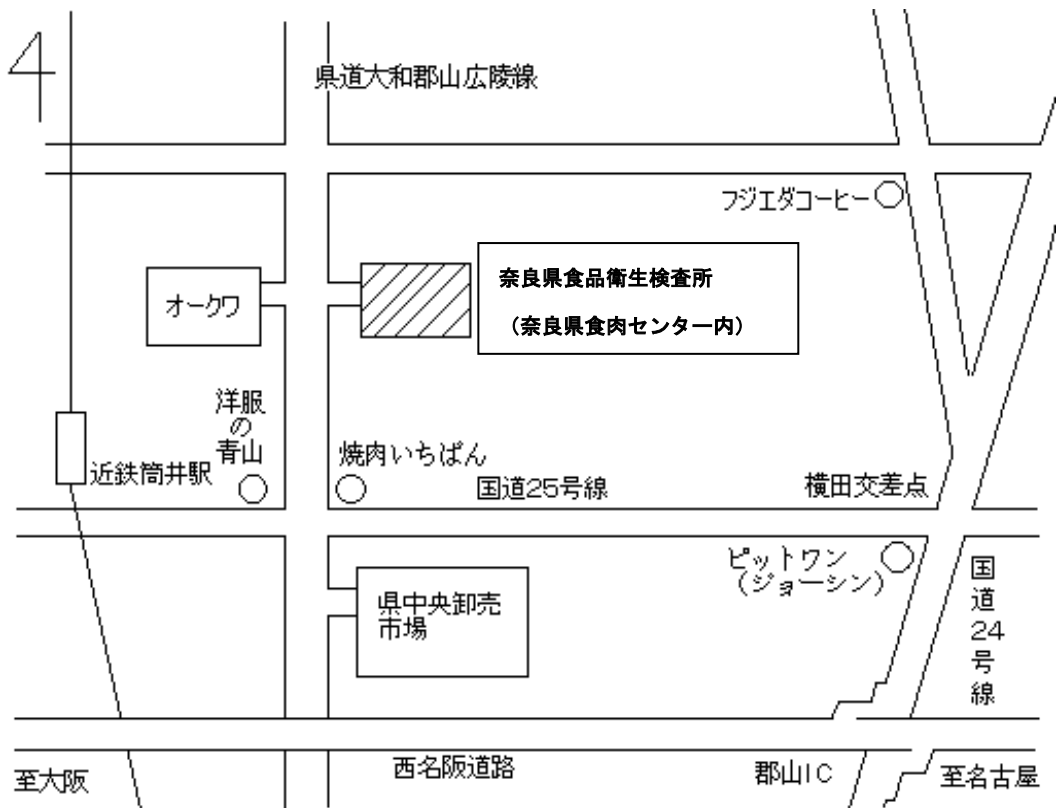 県道大和郡山広陵線
フジエダコーヒー
オークワ
奈良県食品衛生検査所
（奈良県食肉センター内）
洋服
の
青山
近鉄筒井駅
焼肉いちばん
国道25号線
横田交差点
ピットワン
（ジョーシン）
県中央卸売
市場
国
道
24
号
線
至大阪
西名阪道路
郡山IC
至名古屋